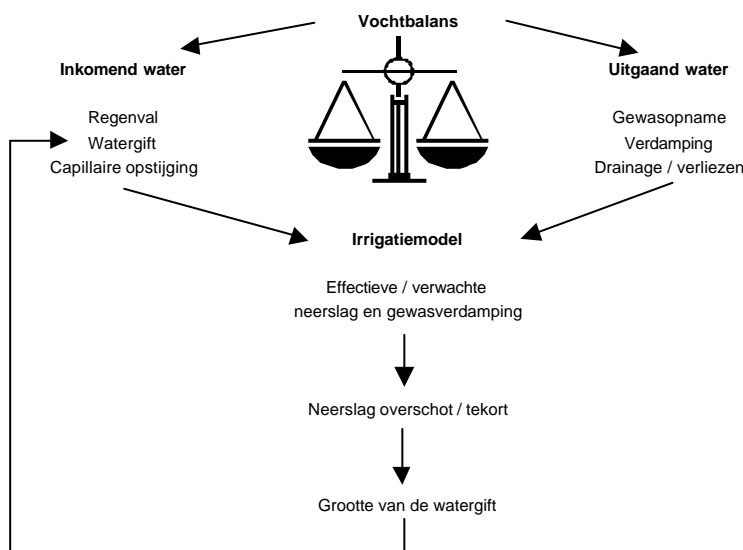 Vochtbalans
Inkomend water
Regenval
Watergift
Capillaire opstijging
Uitgaand water
Gewasopname
Verdamping
Drainage / verliezen
Irrigatiemodel
Effectieve / verwachte
neerslag en gewasverdamping
Neerslag overschot / tekort
Grootte van de watergift